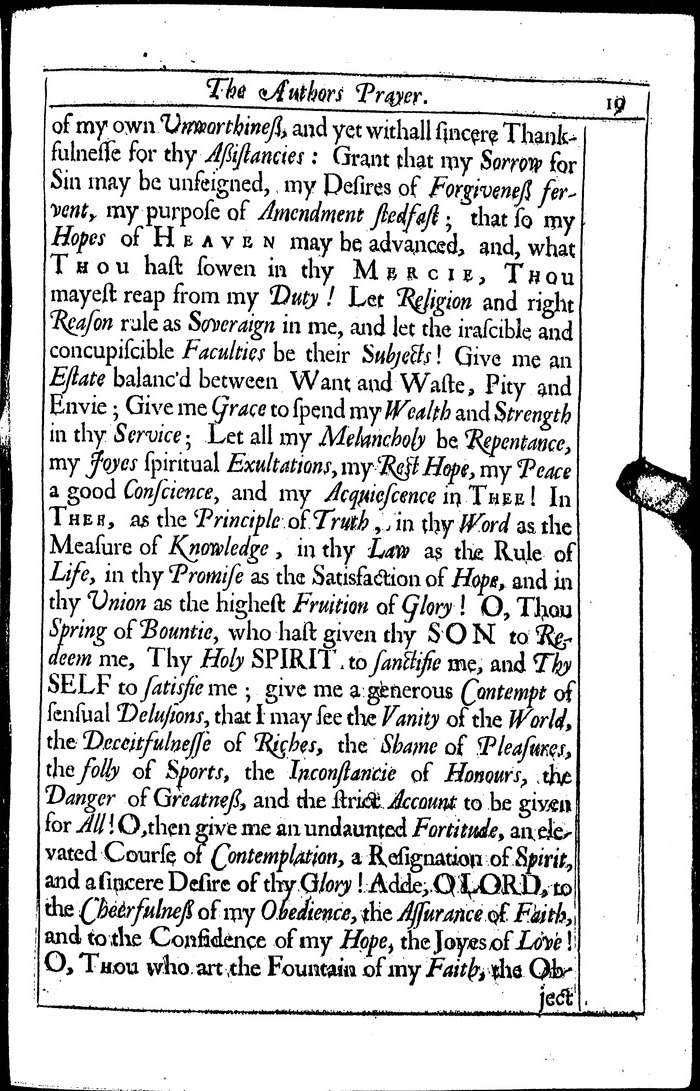 The Authors Prayer. 19
of my own Unworthineß, and yet withall ſincere Thank-
fulneſſe for thy Aßiſtancies : Grant that my Sorrow for
Sin may be unfeigned, my Deſires of Forgiveneß fer-
vent, my purpoſe of Amendment ſtedfaſt ; that ſo my
Hopes of HEAVEN may be advanced, and, what
THOU haſt ſowen in thy MERCIE, THOU
mayeſt reap from my Duty ! Let Religion and right
Reaſon rule as Soveraign in me, and let the iraſcible and
concupiſcible Faculties be their Subjects ! Give me an
Eſtate balanc'd between Want and Waſte, Pity and
Envie ; Give me Grace to ſpend my Wealth and Strength
in thy Service ; Let all my Melancholy be Repentance,
my Joyes ſpiritual Exultations, my Reſt Hope, my Peace
a good Conſcience, and my Acquieſcence in THEE ! In
THEE, as the Principle of Truth, in thy Word as the
Meaſure of Knowledge, in thy Law as the Rule of
Life, in thy Promiſe as the Satisfaction of Hope, and in
thy Union as the higheſt Fruition of Glory ! O, Thou
Spring of Bountie, who haſt given thy SON to Re-
deem me, Thy Holy SPIRIT to ſanctifie me, and Thy
SELF to ſatisfie me ; give me a generous Contempt of
ſenſual Deluſions, that I may ſee the Vanity of the World,
the Deceitfulneſſe of Riches, the Shame of Pleaſures,
the folly of Sports, the Inconſtancie of Honours, the
Danger of Greatneß, and the ſtrict Account to be given
for All ! O, then give me an undaunted Fortitude, an ele-
vated Courſe of Contemplation, a Reſignation of Spirit,
and a ſincere Deſire of thy Glory ! Adde, O LORD, to
the Cheerfulneß of my Obedience, the Aſſurance of Faith,
and to the Confidence of my Hope, the Joyes of Love !
O, THOU who art the Fountain of my Faith, the Ob-
ject